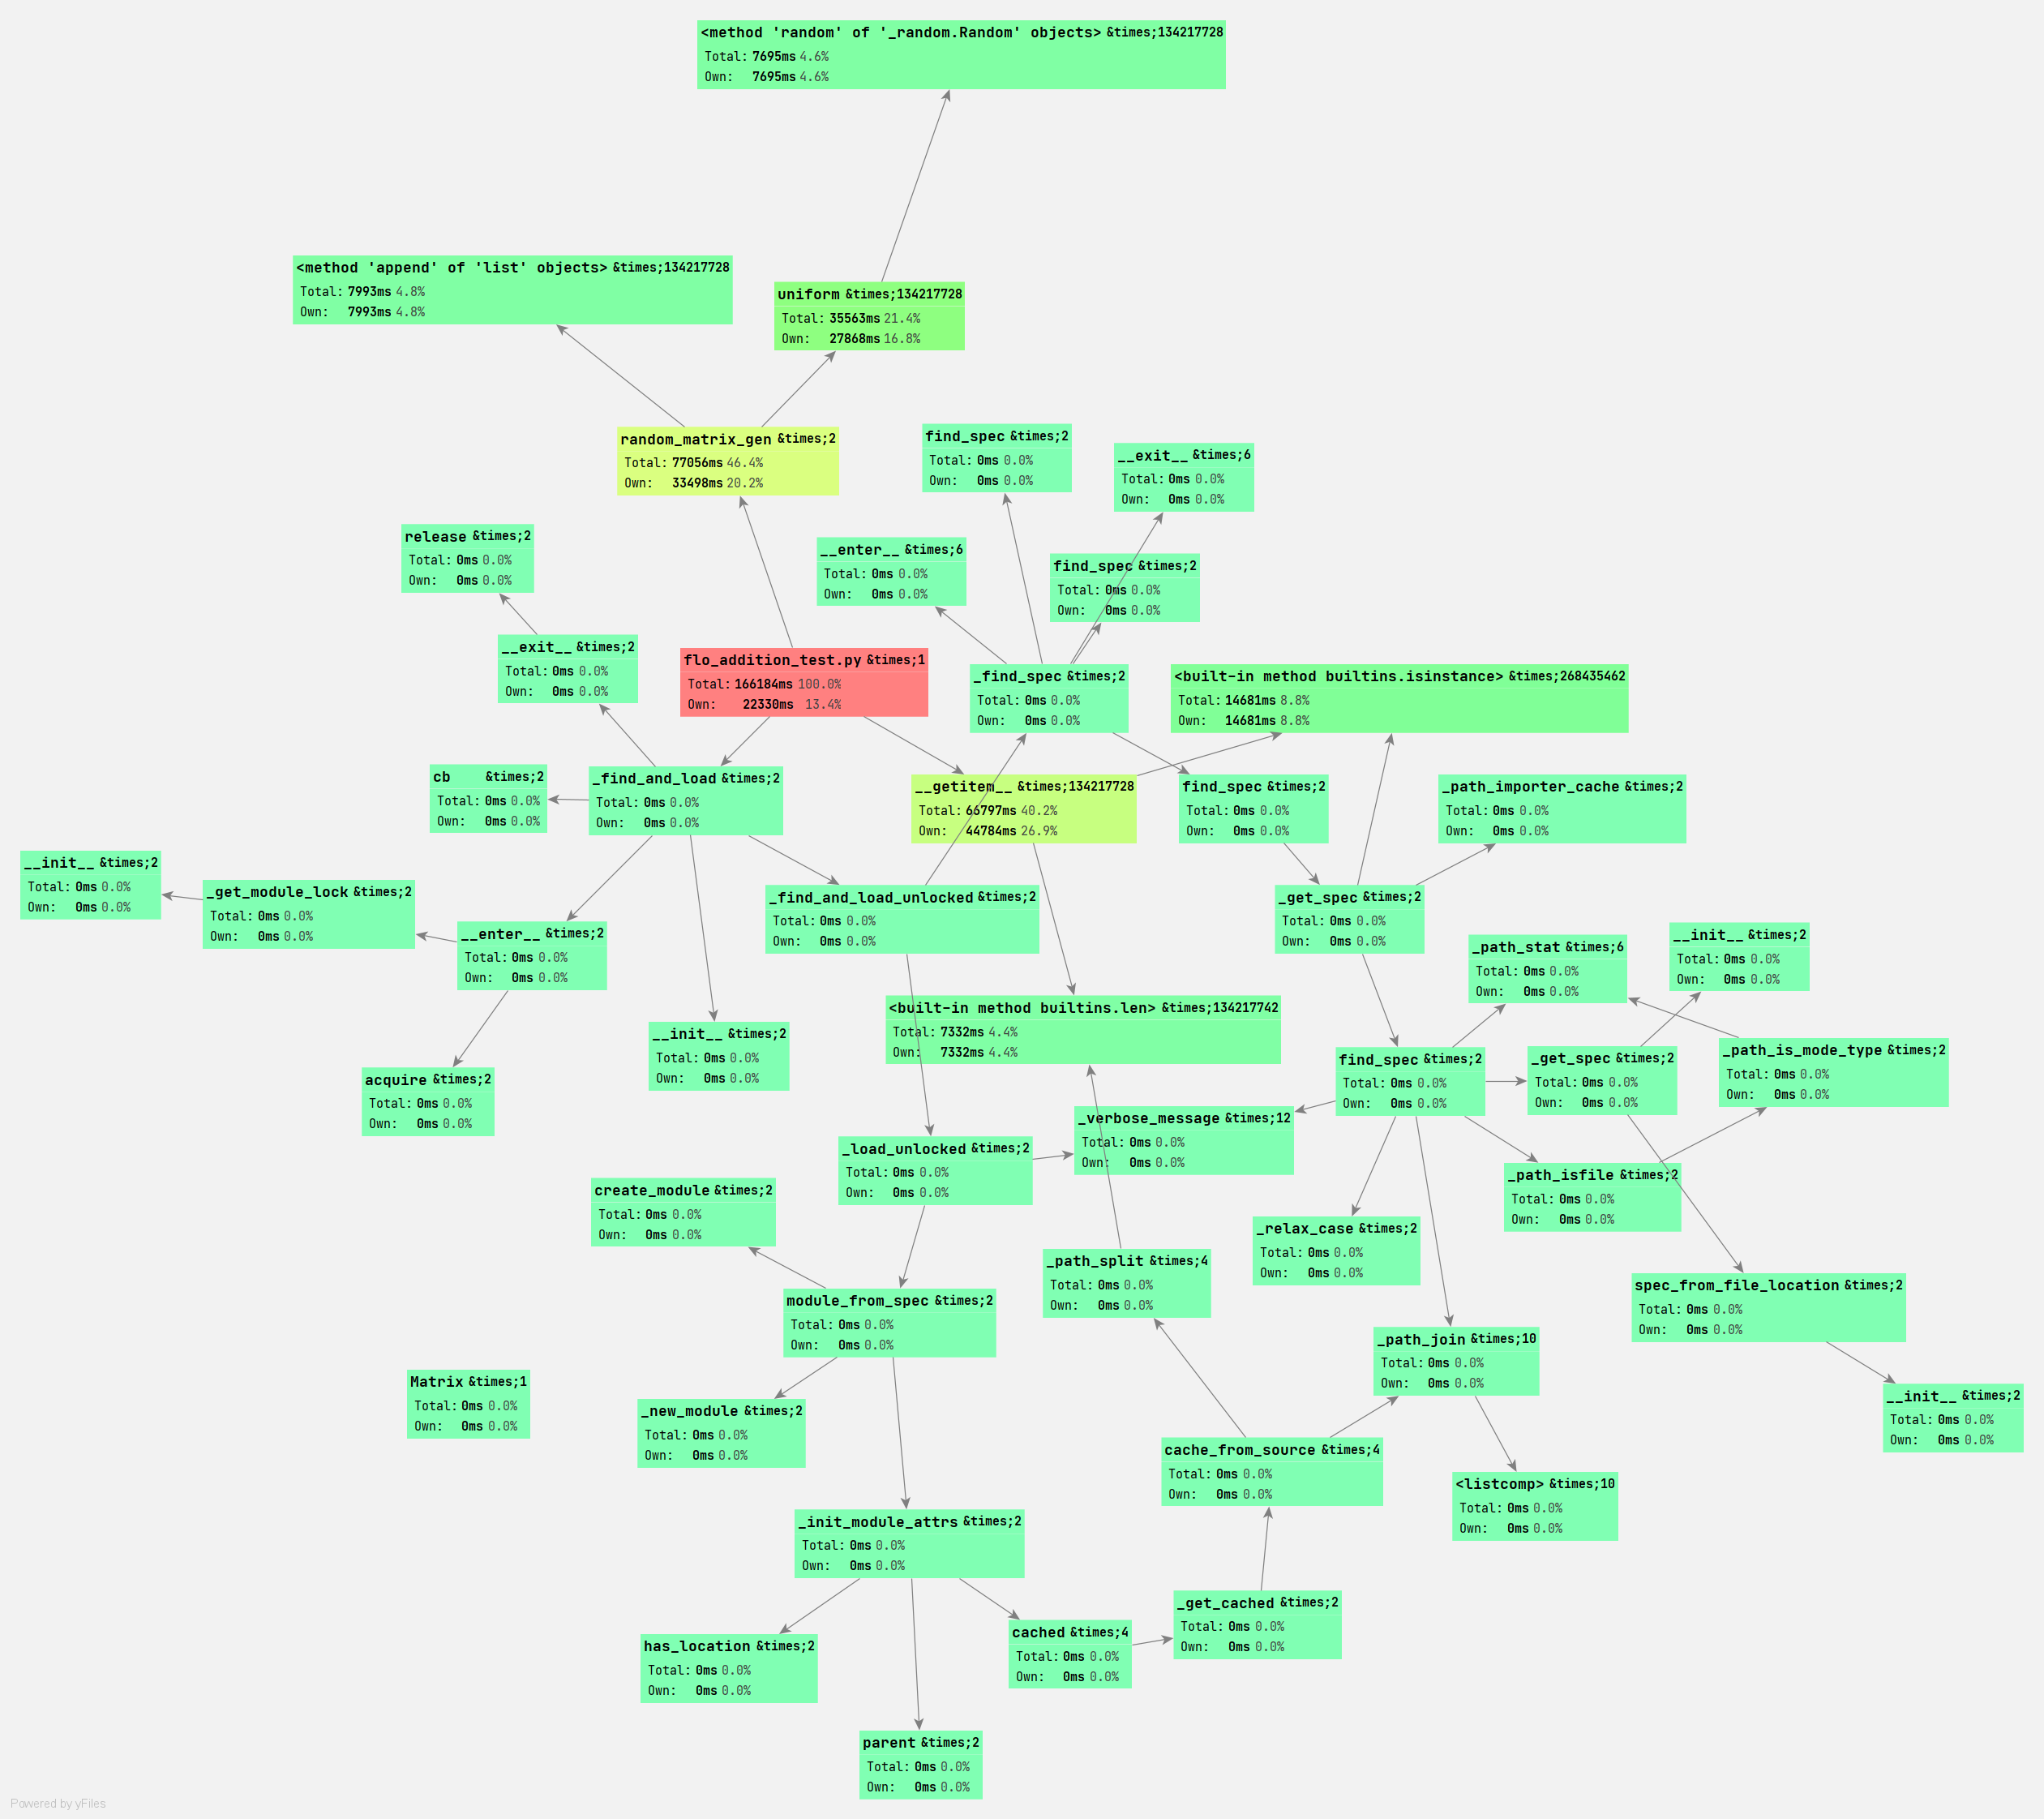 <method 'random' of '_random.Random' objects> &times;134217728
Total: 7695ms 4.6%
Own: 7695ms 4.6%
<method 'append' of 'list' objects> &times;134217728
Total: 7993ms 4.8%
Own: 7993ms 4.8%
uniform &times;134217728
Total: 35563ms 21.4%
Own: 27868ms 16.8%
random_matrix_gen &times;2
Total: 77056ms 46.4%
Own: 33498ms 20.2%
find_spec &times;2
Total: 0ms 0.0%
Own: 0ms 0.0%
__exit__ &times;6
Total: 0ms 0.0%
Own: 0ms 0.0%
release &times;2
Total: 0ms 0.0%
Own: 0ms 0.0%
__enter__ &times;6
Total: 0ms 0.0%
Own: 0ms 0.0%
find_spec &times;2
Total: 0ms 0.0%
Own: 0ms 0.0%
__exit__ &times;2
Total: 0ms 0.0%
Own: 0ms 0.0%
flo_addition_test.py &times;1
Total: 166184ms 100.0%
Own: 22330ms 13.4%
_find_spec &times;2
Total: 0ms 0.0%
Own: 0ms 0.0%
<built-in method builtins.isinstance> &times;268435462
Total: 14681ms 8.8%
Own: 14681ms 8.8%
cb &times;2
Total: 0ms 0.0%
Own: 0ms 0.0%
_find_and_load &times;2
Total: 0ms 0.0%
Own: 0ms 0.0%
__getitem__ &times;134217728
Total: 66797ms 40.2%
Own: 44784ms 26.9%
find_spec &times;2
Total: 0ms 0.0%
Own: 0ms 0.0%
_path_importer_cache &times;2
Total: 0ms 0.0%
Own: 0ms 0.0%
__init__ &times;2
Total: 0ms 0.0%
Own: 0ms 0.0%
_get_module_lock &times;2
Total: 0ms 0.0%
Own: 0ms 0.0%
_find_and_load_unlocked &times;2
Total: 0ms 0.0%
Own: 0ms 0.0%
_get_spec &times;2
Total: 0ms 0.0%
Own: 0ms 0.0%
__enter__ &times;2
Total: 0ms 0.0%
Own: 0ms 0.0%
_path_stat &times;6
Total: 0ms 0.0%
Own: 0ms 0.0%
__init__ &times;2
Total: 0ms 0.0%
Own: 0ms 0.0%
<built-in method builtins.len> &times;134217742
Total: 7332ms 4.4%
Own: 7332ms 4.4%
__init__ &times;2
Total: 0ms 0.0%
Own: 0ms 0.0%
find_spec &times;2
Total: 0ms 0.0%
Own: 0ms 0.0%
_get_spec &times;2
Total: 0ms 0.0%
Own: 0ms 0.0%
_path_is_mode_type &times;2
Total: 0ms 0.0%
Own: 0ms 0.0%
acquire &times;2
Total: 0ms 0.0%
Own: 0ms 0.0%
_verbose_message &times;12
Total: 0ms 0.0%
Own: 0ms 0.0%
_load_unlocked &times;2
Total: 0ms 0.0%
Own: 0ms 0.0%
_path_isfile &times;2
Total: 0ms 0.0%
Own: 0ms 0.0%
create_module &times;2
Total: 0ms 0.0%
Own: 0ms 0.0%
_relax_case &times;2
Total: 0ms 0.0%
Own: 0ms 0.0%
_path_split &times;4
Total: 0ms 0.0%
Own: 0ms 0.0%
spec_from_file_location &times;2
Total: 0ms 0.0%
Own: 0ms 0.0%
module_from_spec &times;2
Total: 0ms 0.0%
Own: 0ms 0.0%
_path_join &times;10
Total: 0ms 0.0%
Own: 0ms 0.0%
Matrix &times;1
Total: 0ms 0.0%
Own: 0ms 0.0%
__init__ &times;2
Total: 0ms 0.0%
Own: 0ms 0.0%
_new_module &times;2
Total: 0ms 0.0%
Own: 0ms 0.0%
cache_from_source &times;4
Total: 0ms 0.0%
Own: 0ms 0.0%
<listcomp> &times;10
Total: 0ms 0.0%
Own: 0ms 0.0%
_init_module_attrs &times;2
Total: 0ms 0.0%
Own: 0ms 0.0%
_get_cached &times;2
Total: 0ms 0.0%
Own: 0ms 0.0%
cached &times;4
Total: 0ms 0.0%
Own: 0ms 0.0%
has_location &times;2
Total: 0ms 0.0%
Own: 0ms 0.0%
parent &times;2
Total: 0ms 0.0%
Own: 0ms 0.0%
Powered by yFiles